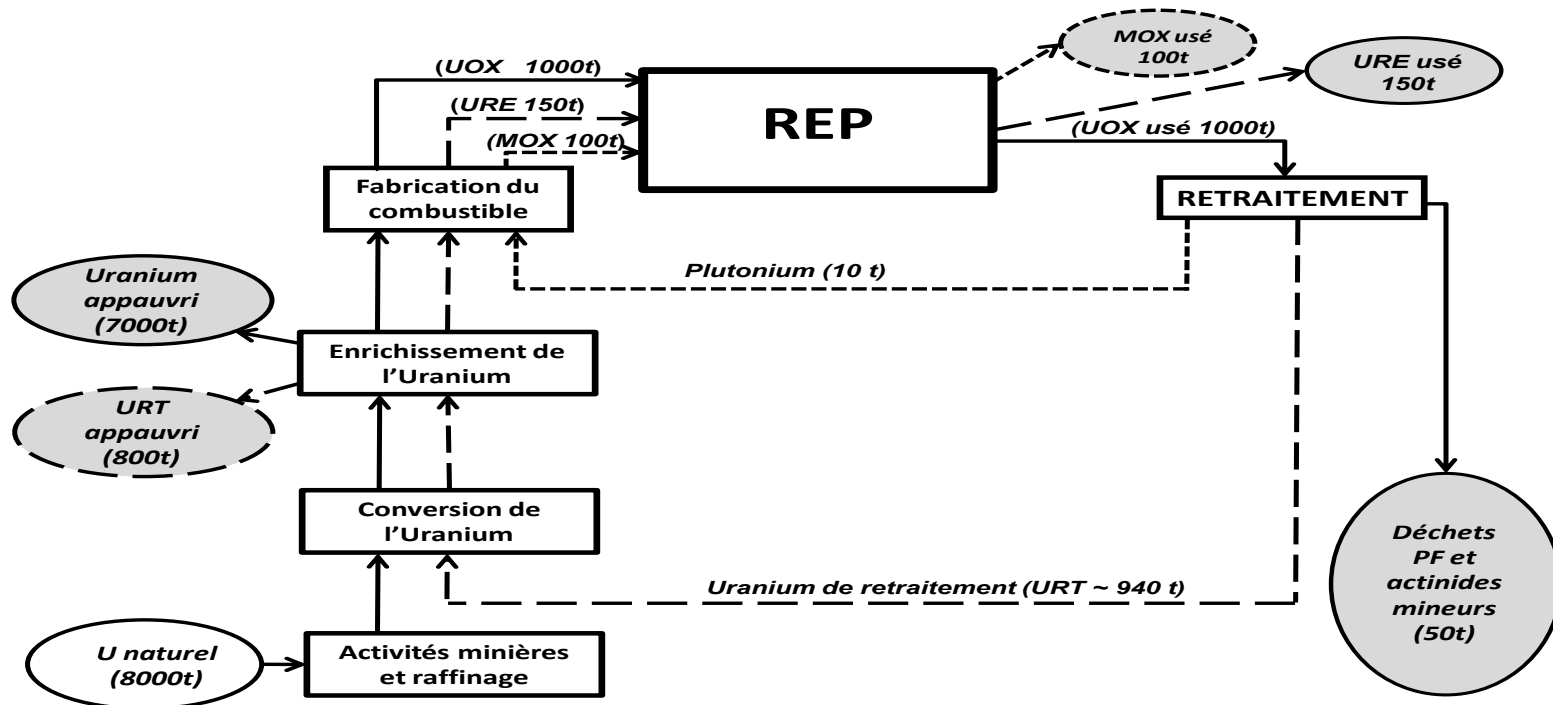 MOX usé
100t
URE usé
150t
(UOX 1000t)
(URE 150t)
(MOX 100t)
REP
(UOX usé 1000t)
Fabrication du
combustible
RETRAITEMENT
Plutonium (10 t)
Uranium
appauvri
(7000t)
Enrichissement de
l'Uranium
URT
appauvri
(800t)
Conversion de
l'Uranium
Déchets
PF et
actinides
mineurs
(50t)
Uranium de retraitement (URT ~ 940 t)
U naturel
(8000t)
Activités minières
et raffinage